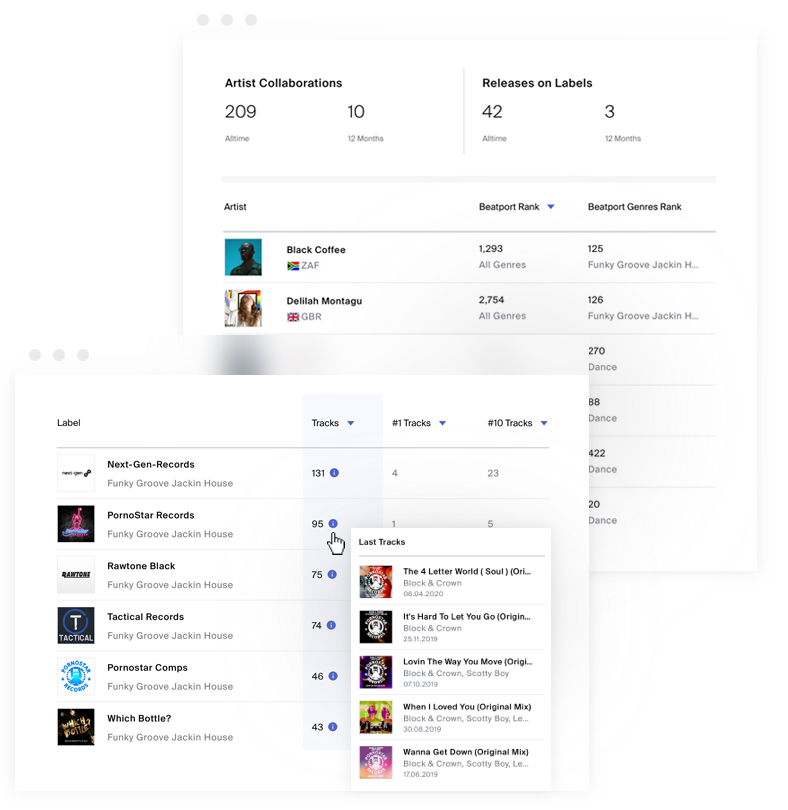 Artist Collaborations
Releases on Labels
209
10
42
3
Alltime
12 Months
Alltime
12 Months
Artist
Beatport Rank
Beatport Genres Rank
Black Coffee
1,293
125
ZAF
All Genres
Funky Groove Jackin H...
Delilah Montagu
2,754
126
GBR
All Genres
Funky Groove Jackin H...
270
Dance
88
Dance
422
Dance
20
Dance
Label
Tracks
#1 Tracks
#10 Tracks
next-gen
Next-Gen-Records
Funky Groove Jackin House
131
4
23
PornoStar Records
Funky Groove Jackin House
95
1
5
RAWTONE
Rawtone Black
Funky Groove Jackin House
75
TACTICAL
Tactical Records
Funky Groove Jackin House
74
PORNOSTAR
RECORDS
Pornostar Comps
Funky Groove Jackin House
46
WHICH
BOTTLE?
Which Bottle?
Funky Groove Jackin House
43
Last Tracks
The 4 Letter World ( Soul ) (Ori...
Block & Crown
06.04.2020
It's Hard To Let You Go (Origin...
Block & Crown
25.11.2019
Lovin The Way You Move (Origi...
Block & Crown, Scotty Boy
07.10.2019
When I Loved You (Original Mix)
Block & Crown, Scotty Boy, Le...
30.08.2019
Wanna Get Down (Original Mix)
Block & Crown, Scotty Boy, Le...
17.06.2019